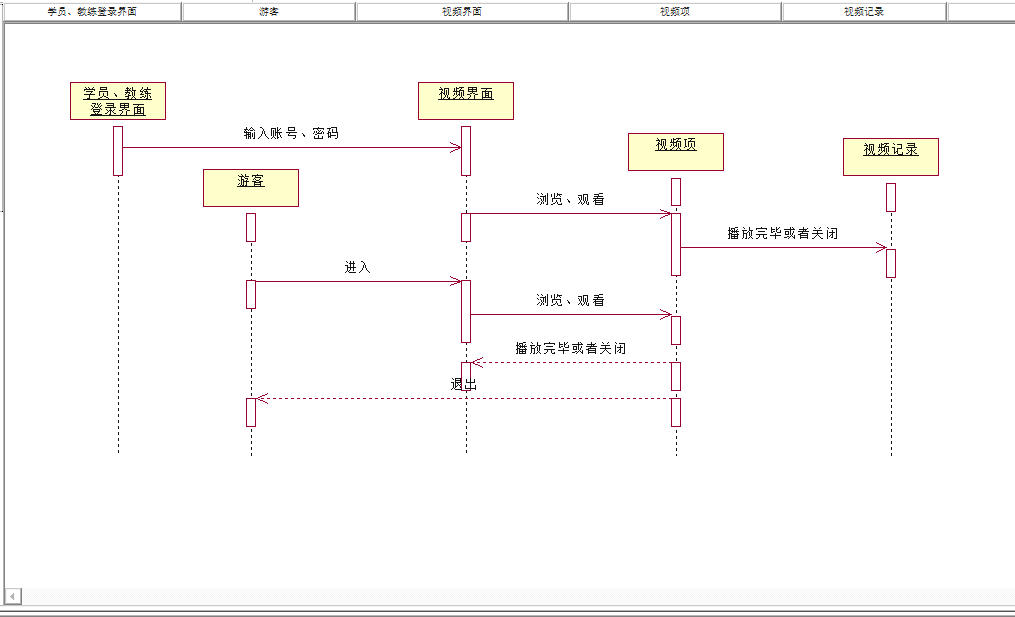 学员、教练登录界面
游客
视频界面
视频项
视频记录
学员、教练
登录界面
视频界面
输入账号、密码
视频项
视频记录
游客
浏览、观看
播放完毕或者关闭
进入
浏览、观看
播放完毕或者关闭
退出